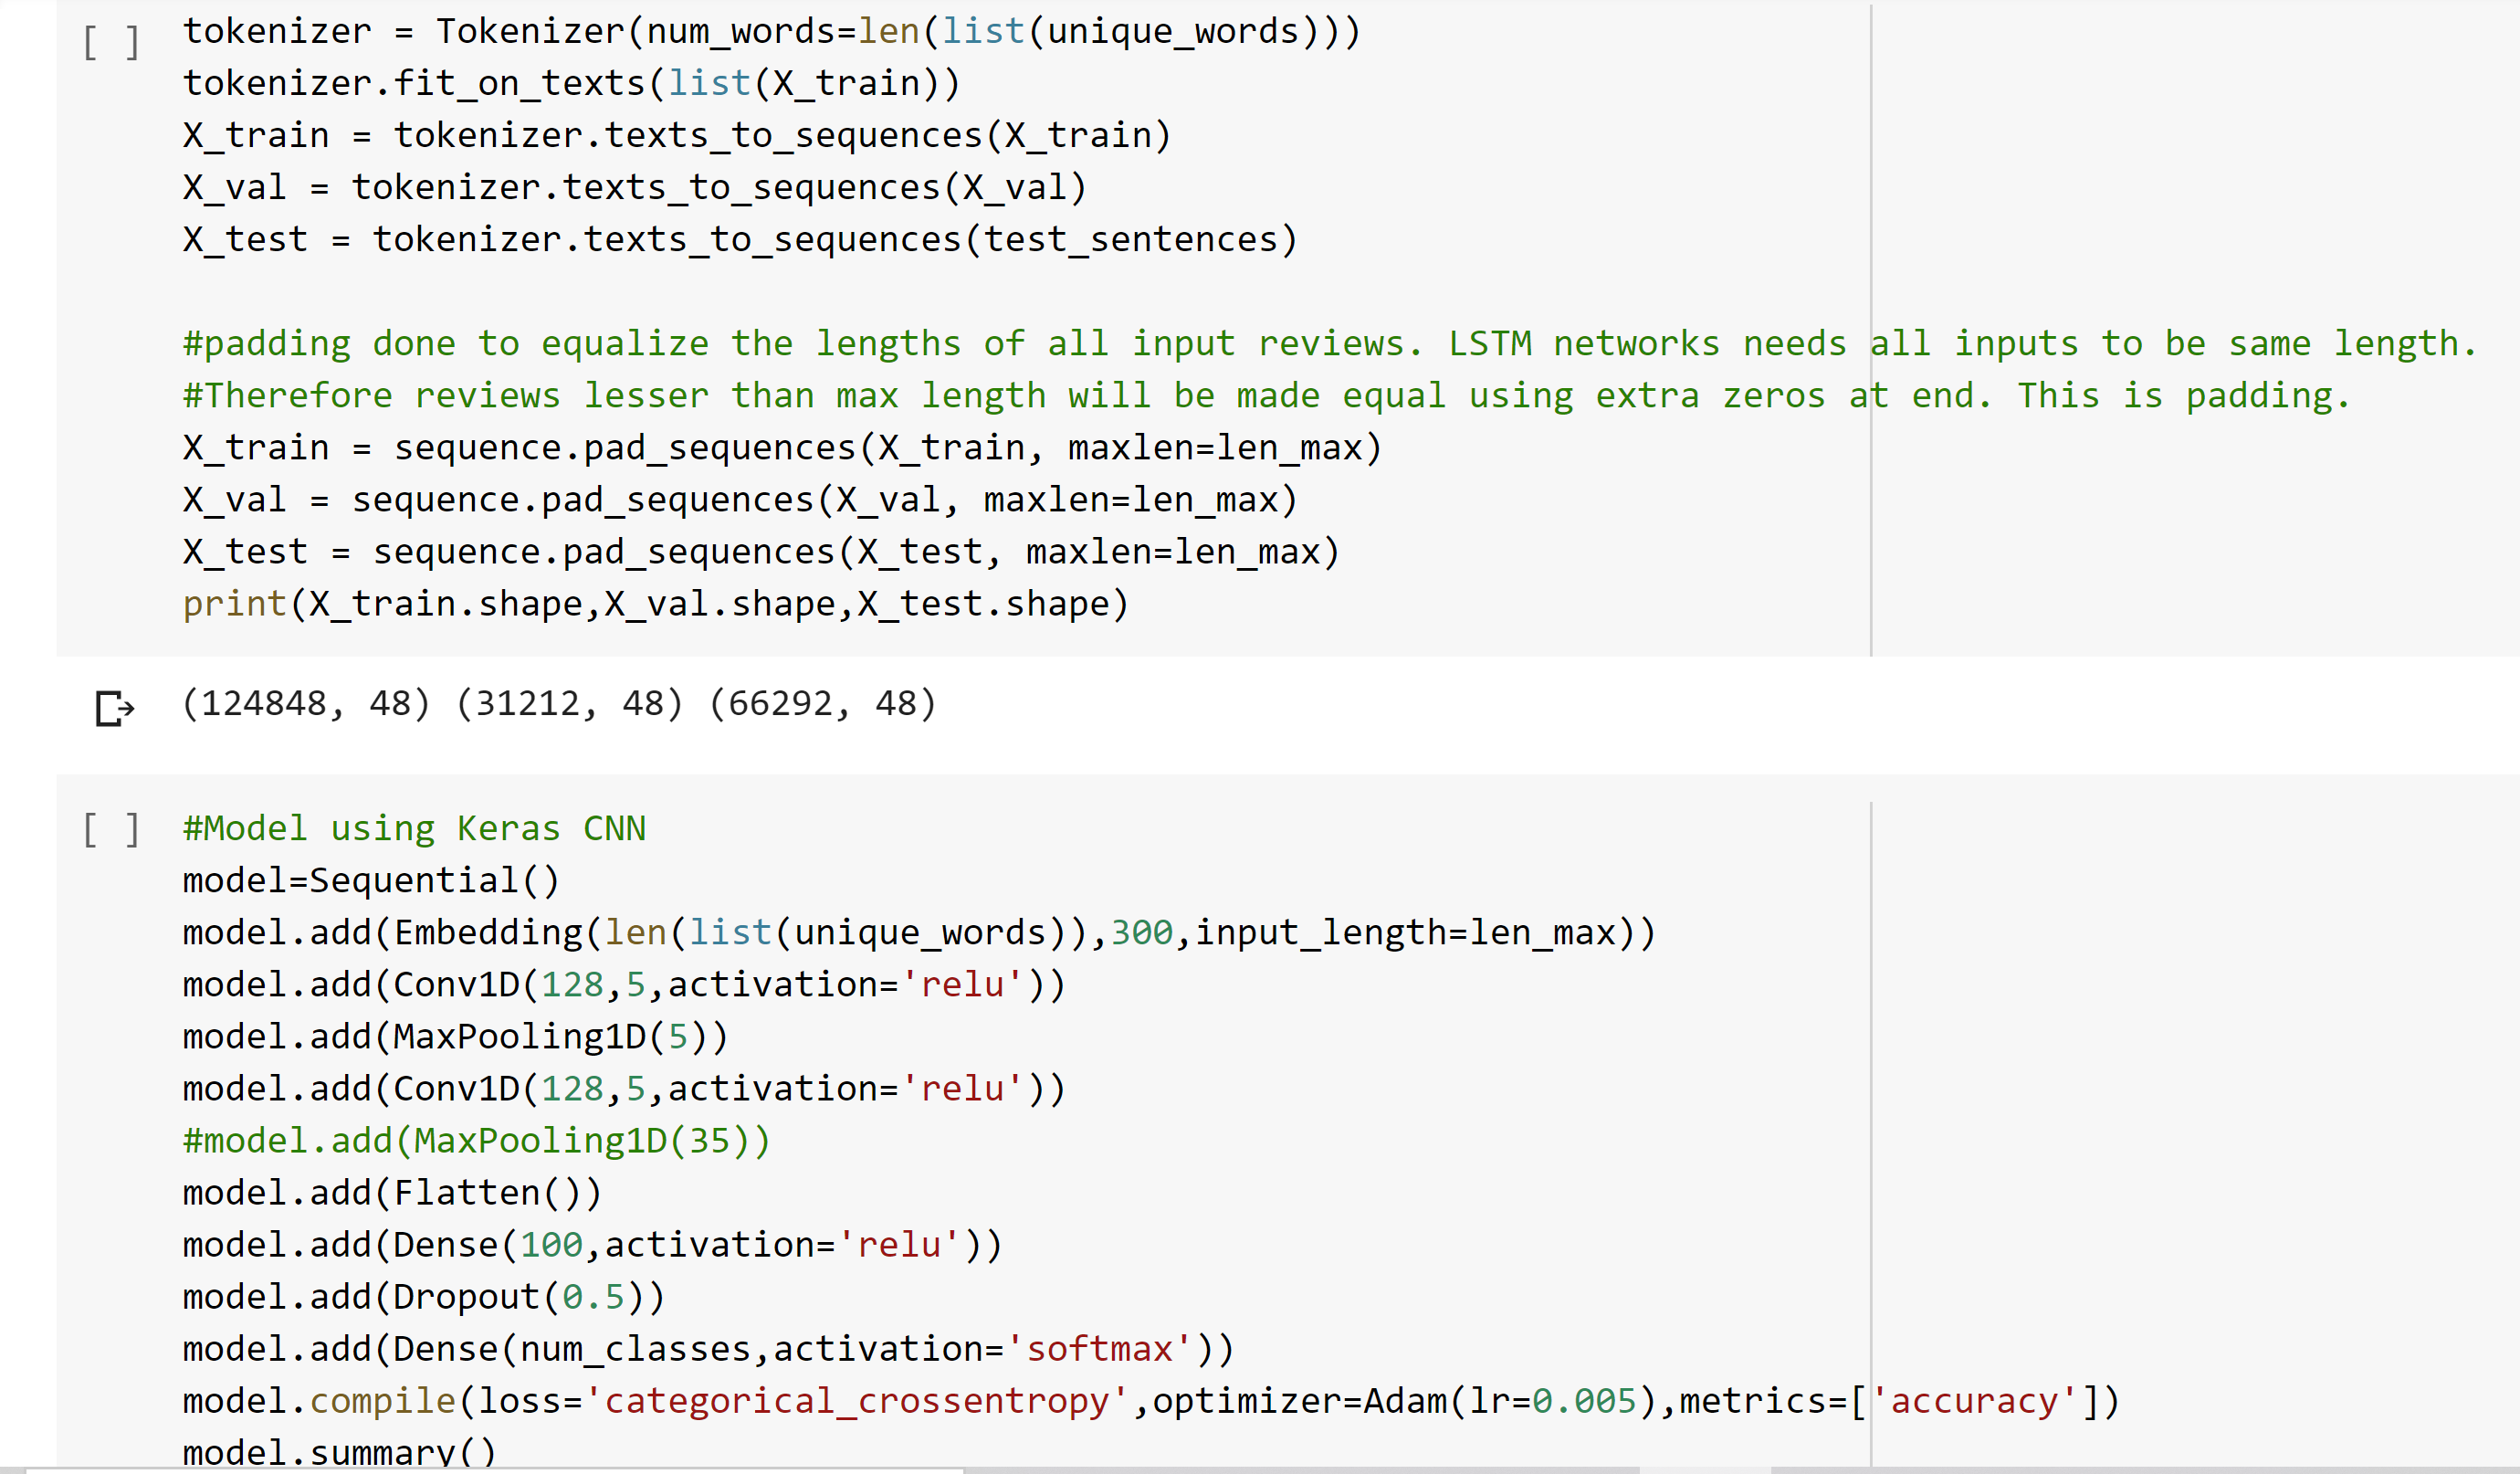 [ ] tokenizer = Tokenizer(num_words=len(list(unique_words)))
tokenizer.fit_on_texts(list(X_train))
X_train = tokenizer.texts_to_sequences(X_train)
X_val = tokenizer.texts_to_sequences(X_val)
X_test = tokenizer.texts_to_sequences(test_sentences)
#padding done to equalize the lengths of all input reviews. LSTM networks needs all inputs to be same length.
#Therefore reviews lesser than max length will be made equal using extra zeros at end. This is padding.
X_train = sequence.pad_sequences(X_train, maxlen=len_max)
X_val = sequence.pad_sequences(X_val, maxlen=len_max)
X_test = sequence.pad_sequences(X_test, maxlen=len_max)
print(X_train.shape,X_val.shape,X_test.shape)
(124848, 48) (31212, 48) (66292, 48)
[ ] #Model using Keras CNN
model=Sequential()
model.add(Embedding(len(list(unique_words)),300,input_length=len_max))
model.add(Conv1D(128,5,activation='relu'))
model.add(MaxPooling1D(5))
model.add(Conv1D(128,5,activation='relu'))
#model.add(MaxPooling1D(35))
model.add(Flatten())
model.add(Dense(100,activation='relu'))
model.add(Dropout(0.5))
model.add(Dense(num_classes,activation='softmax'))
model.compile(loss='categorical_crossentropy',optimizer=Adam(lr=0.005),metrics=['accuracy'])
model.summary()